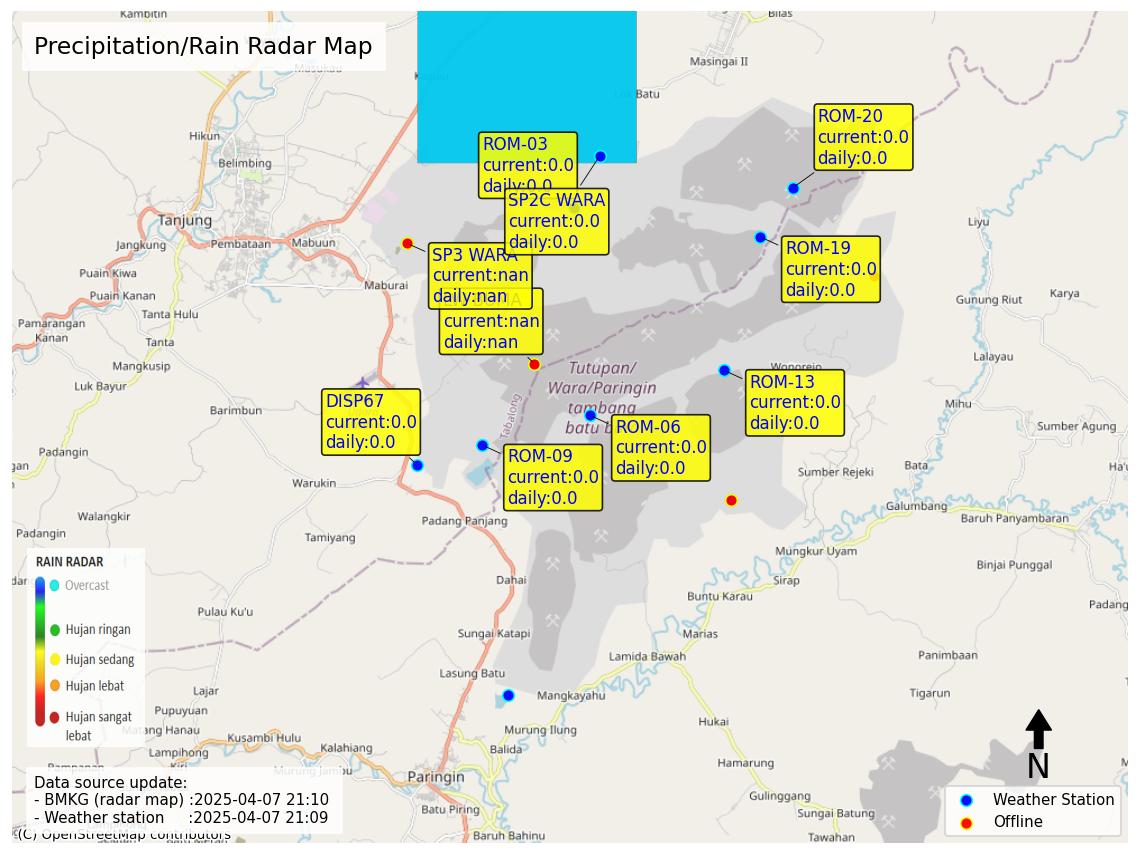 Kambitin
Bilas
Precipitation/Rain Radar Map
Masukau
Kapur
Masingai II
Lok Batu
Hikun
Belimbing
ROM-03
current:0.0
daily:0.0
ROM-20
current:0.0
daily:0.0
SP2C WARA
current:0.0
daily:0.0
Tanjung
Jangkung
Pembataan
Mabuun
Liyu
SP3 WARA
current:nan
daily:nan
ROM-19
current:0.0
daily:0.0
Puain Kiwa
Maburai
Puain Kanan
Tanta Hulu
Gunung Riut
Karya
current:nan
daily:nan
Pamarangan
Kanan
Tanta
Mangkusip
Lalayau
Wonorejo
Luk Bayur
Tutupan/
Wara/Paringin
tambang
batu b
ROM-13
current:0.0
daily:0.0
DISP67
current:0.0
daily:0.0
Barimbun
Tabalong
Mihu
ROM-06
current:0.0
daily:0.0
Sumber Agung
Padangin
ROM-09
current:0.0
daily:0.0
Bata
Sumber Rejeki
Warukin
Galumbang
Walangkir
Padang Panjang
Baruh Panyambaran
Padangin
Tamiyang
Mungkur Uyam
Binjai Punggal
RAIN RADAR
Overcast
Hujan ringan
Hujan sedang
Hujan lebat
Hujan sangat
lebat
Dahai
Sirap
Buntu Karau
Padang
Pulau Ku'u
Sungai Katapi
Marias
Lamida Bawah
Panimbaan
Lasung Batu
Lajar
Mangkayahu
Tigarun
Pupuyuan
Matang Hanau
Hukai
Murung Ilung
Kusambi Hulu
Lampihong
Kalahiang
Balida
Hamarung
N
Murung Jambu
Paringin
Data source update:
- BMKG (radar map) :2025-04-07 21:10
- Weather station :2025-04-07 21:09
Gulinggang
Weather Station
Offline
Batu Piring
Sungai Batung
Baruh Bahinu
Tawahan
(C) OpenStreetMap contributors